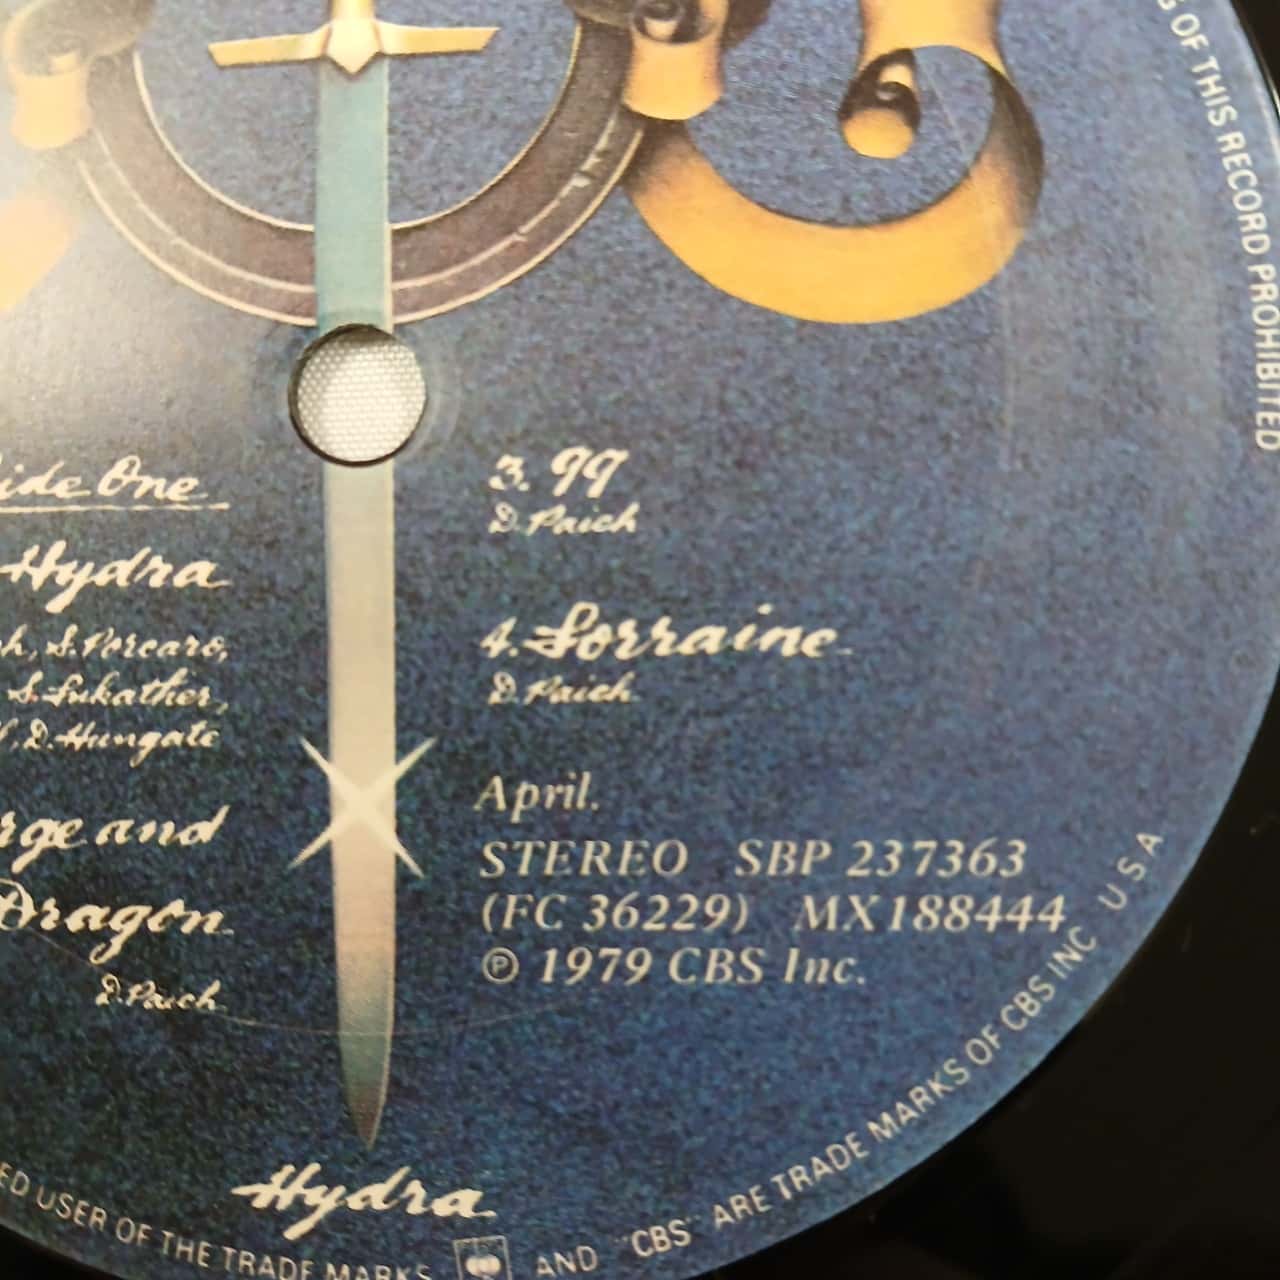 OF THIS RECORD PROHIBITED
Side One
Hydra
S. Porcaro,
S. Lukather,
D. Hungate
and
Dragon
D. Paich
3. 99
D. Paich
4. Lorraine
D. Paich
April.
STEREO SBP 237363
(FC 36229) MX188444
℗ 1979 CBS Inc.
Hydra
USER OF THE TRADE MARKS AND "CBS" ARE TRADE MARKS OF CBS INC U S A